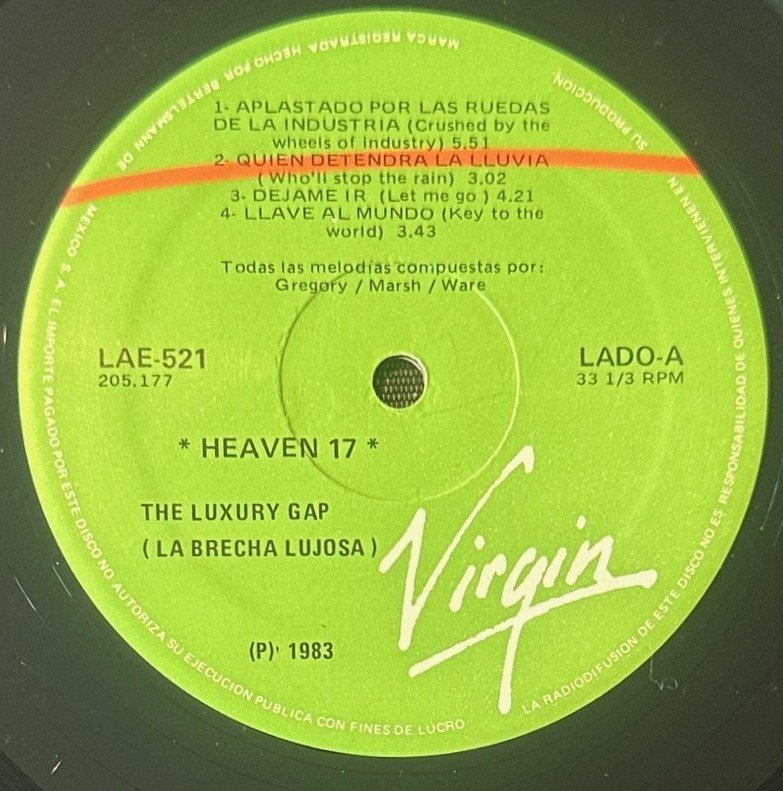 1- APLASTADO POR LAS RUEDAS
DE LA INDUSTRIA (Crushed by the
wheels of industry) 5.51
2- QUIEN DETENDRA LA LLUVIA
(Who'll stop the rain) 3.02
3- DEJAME IR (Let me go ) 4.21
4- LLAVE AL MUNDO (Key to the
world) 3.43
Todas las melodías compuestas por:
Gregory / Marsh / Ware
LAE-521
205.177
LADO-A
33 1/3 RPM
* HEAVEN 17 *
THE LUXURY GAP
( LA BRECHA LUJOSA )
Virgin
(P)' 1983
MARCA REGISTRADA HECHO POR BERTELSMANN DE
MEXICO S A EL IMPORTE PAGADO POR ESTE DISCO NO AUTORIZA SU EJECUCION PUBLICA CON FINES DE LUCRO
LA RADIODIFUSION DE ESTE DISCO NO ES RESPONSABILIDAD DE QUIENES INTERVIENEN EN
SU PRODUCCION